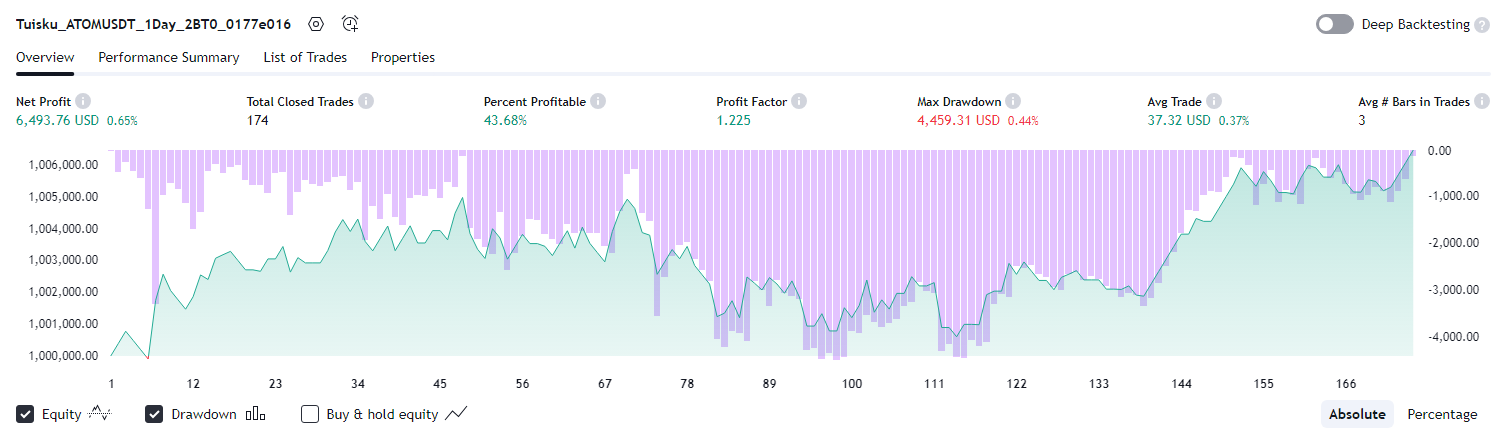 Tuisku_ATOMUSDT_1Day_2BT0_0177e016
Deep Backtesting ?
Overview Performance Summary List of Trades Properties
Net Profit Total Closed Trades Percent Profitable Profit Factor Max Drawdown Avg Trade Avg # Bars in Trades
6,493.76 USD 0.65% 174 43.68% 1.225 4,459.31 USD 0.44% 37.32 USD 0.37% 3
1,006,000.00 0.00
1,005,000.00 -1,000.00
1,004,000.00 -2,000.00
1,003,000.00
1,002,000.00 -3,000.00
1,001,000.00
1,000,000.00 -4,000.00
1 12 23 34 45 56 67 78 89 100 111 122 133 144 155 166
Equity Drawdown Buy & hold equity Absolute Percentage